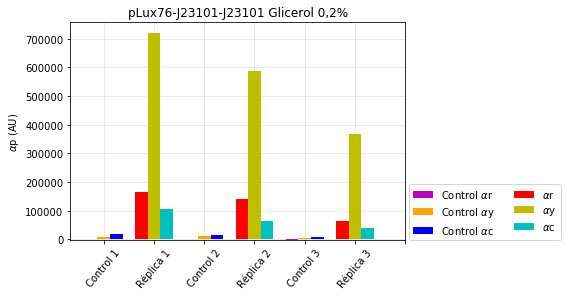 pLux76-J23101-J23101 Glicerol 0,2%
αp (AU)
700000
600000
500000
400000
300000
200000
100000
0
Control 1
Réplica 1
Control 2
Réplica 2
Control 3
Réplica 3
Control αr
Control αy
Control αc
αr
αy
αc